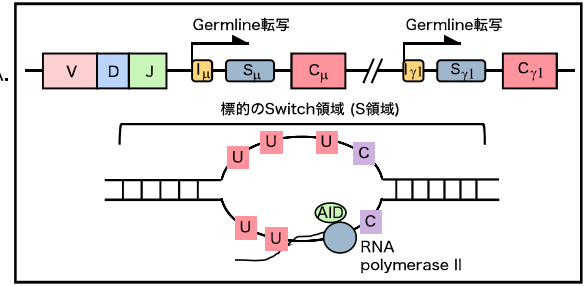 A.
Germline転写 Germline転写
V D J Iμ Sμ Cμ Iγ1 Sγ1 Cγ1
標的のSwitch領域 (S領域)
U U U C
U U AID C
RNA
polymerase II